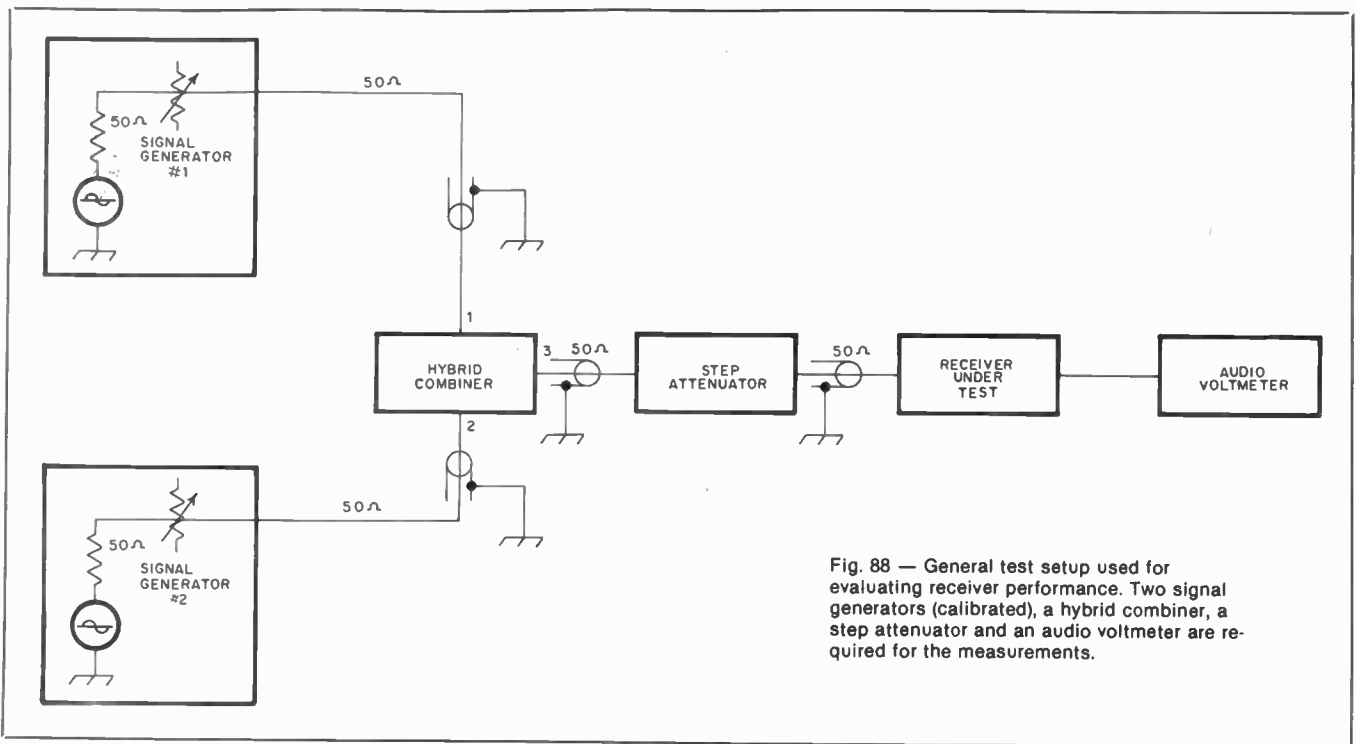 50Ω
50Ω
SIGNAL
GENERATOR
#1
1
HYBRID
COMBINER
3
50Ω
STEP
ATTENUATOR
50Ω
RECEIVER
UNDER
TEST
AUDIO
VOLTMETER
2
50Ω
50Ω
SIGNAL
GENERATOR
#2
Fig. 88 — General test setup used for
evaluating receiver performance. Two signal
generators (calibrated), a hybrid combiner, a
step attenuator and an audio voltmeter are re-
quired for the measurements.